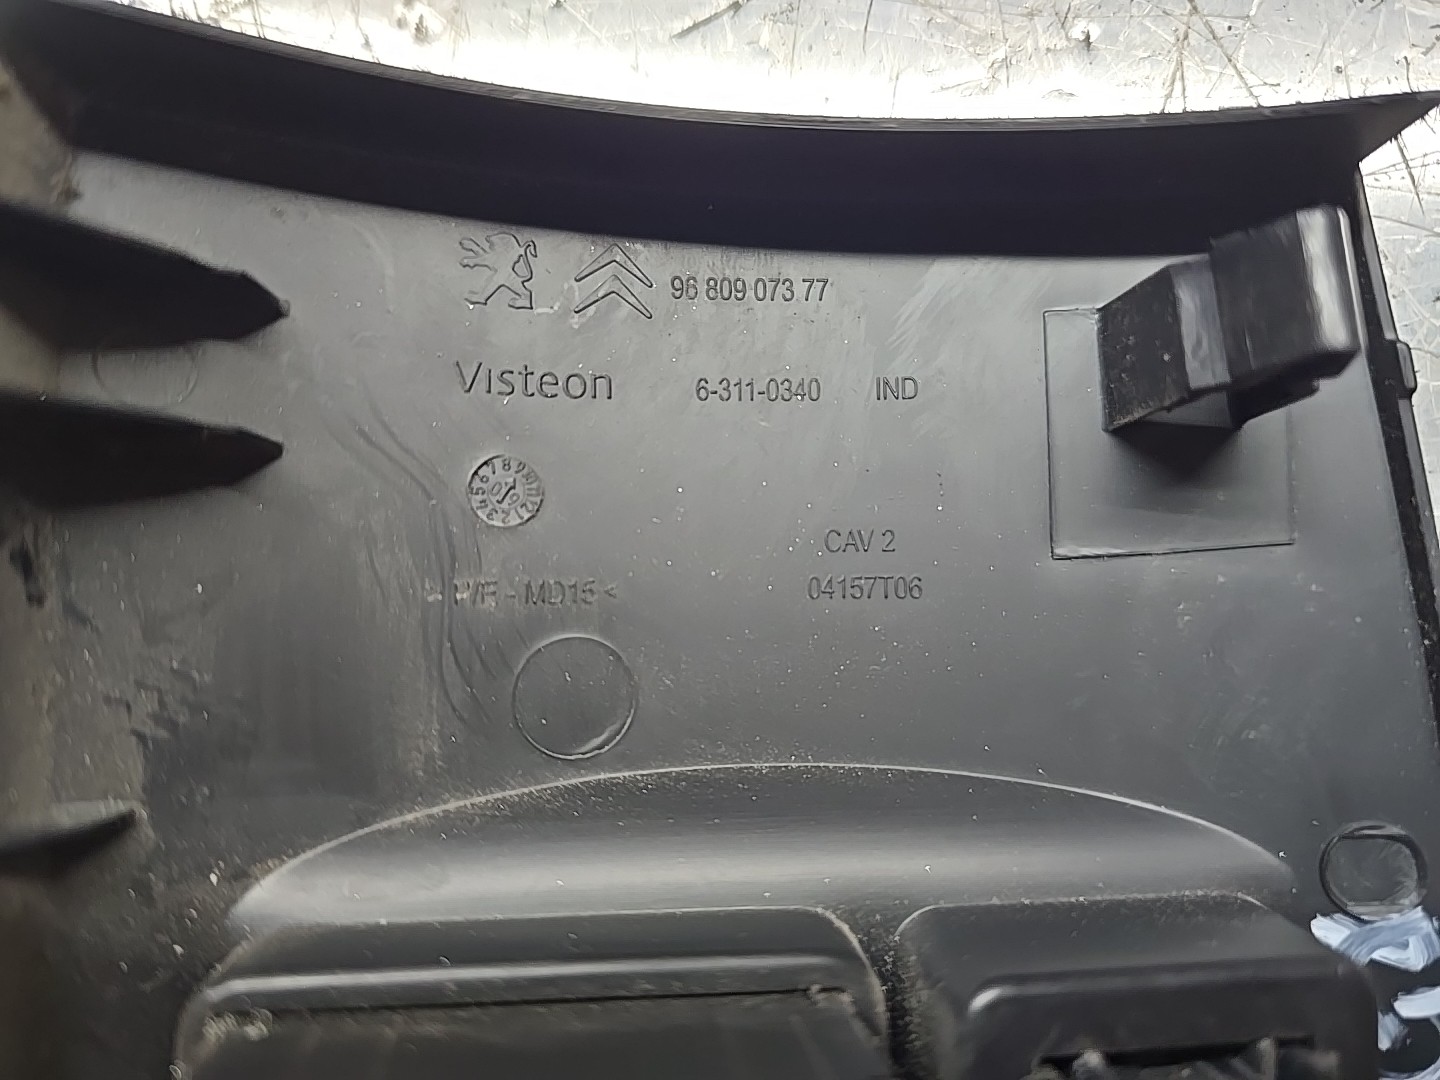 96 809 073 77
Visteon 6-311-0340 IND
CAV 2
> P/E - MD15 < 04157T06